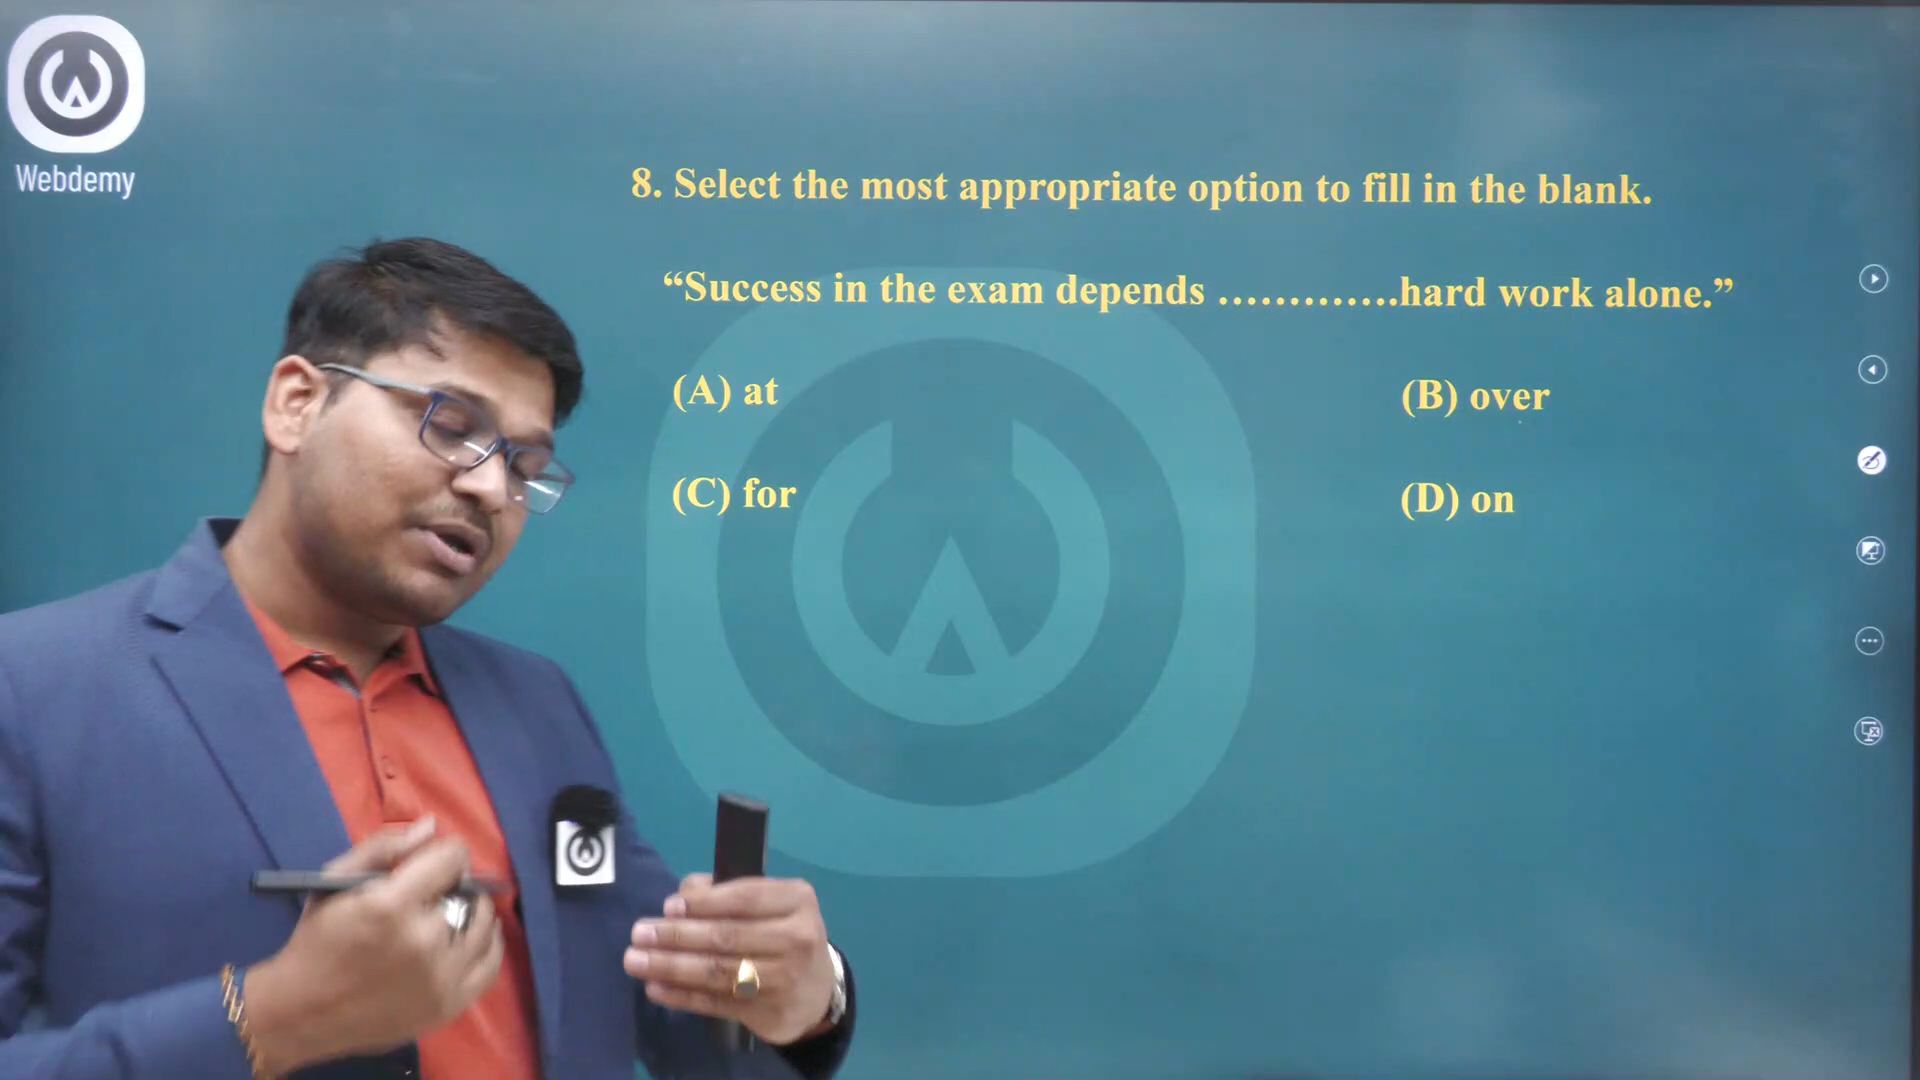 Webdemy
8. Select the most appropriate option to fill in the blank.
“Success in the exam depends .............hard work alone.”
(A) at
(B) over
(C) for
(D) on